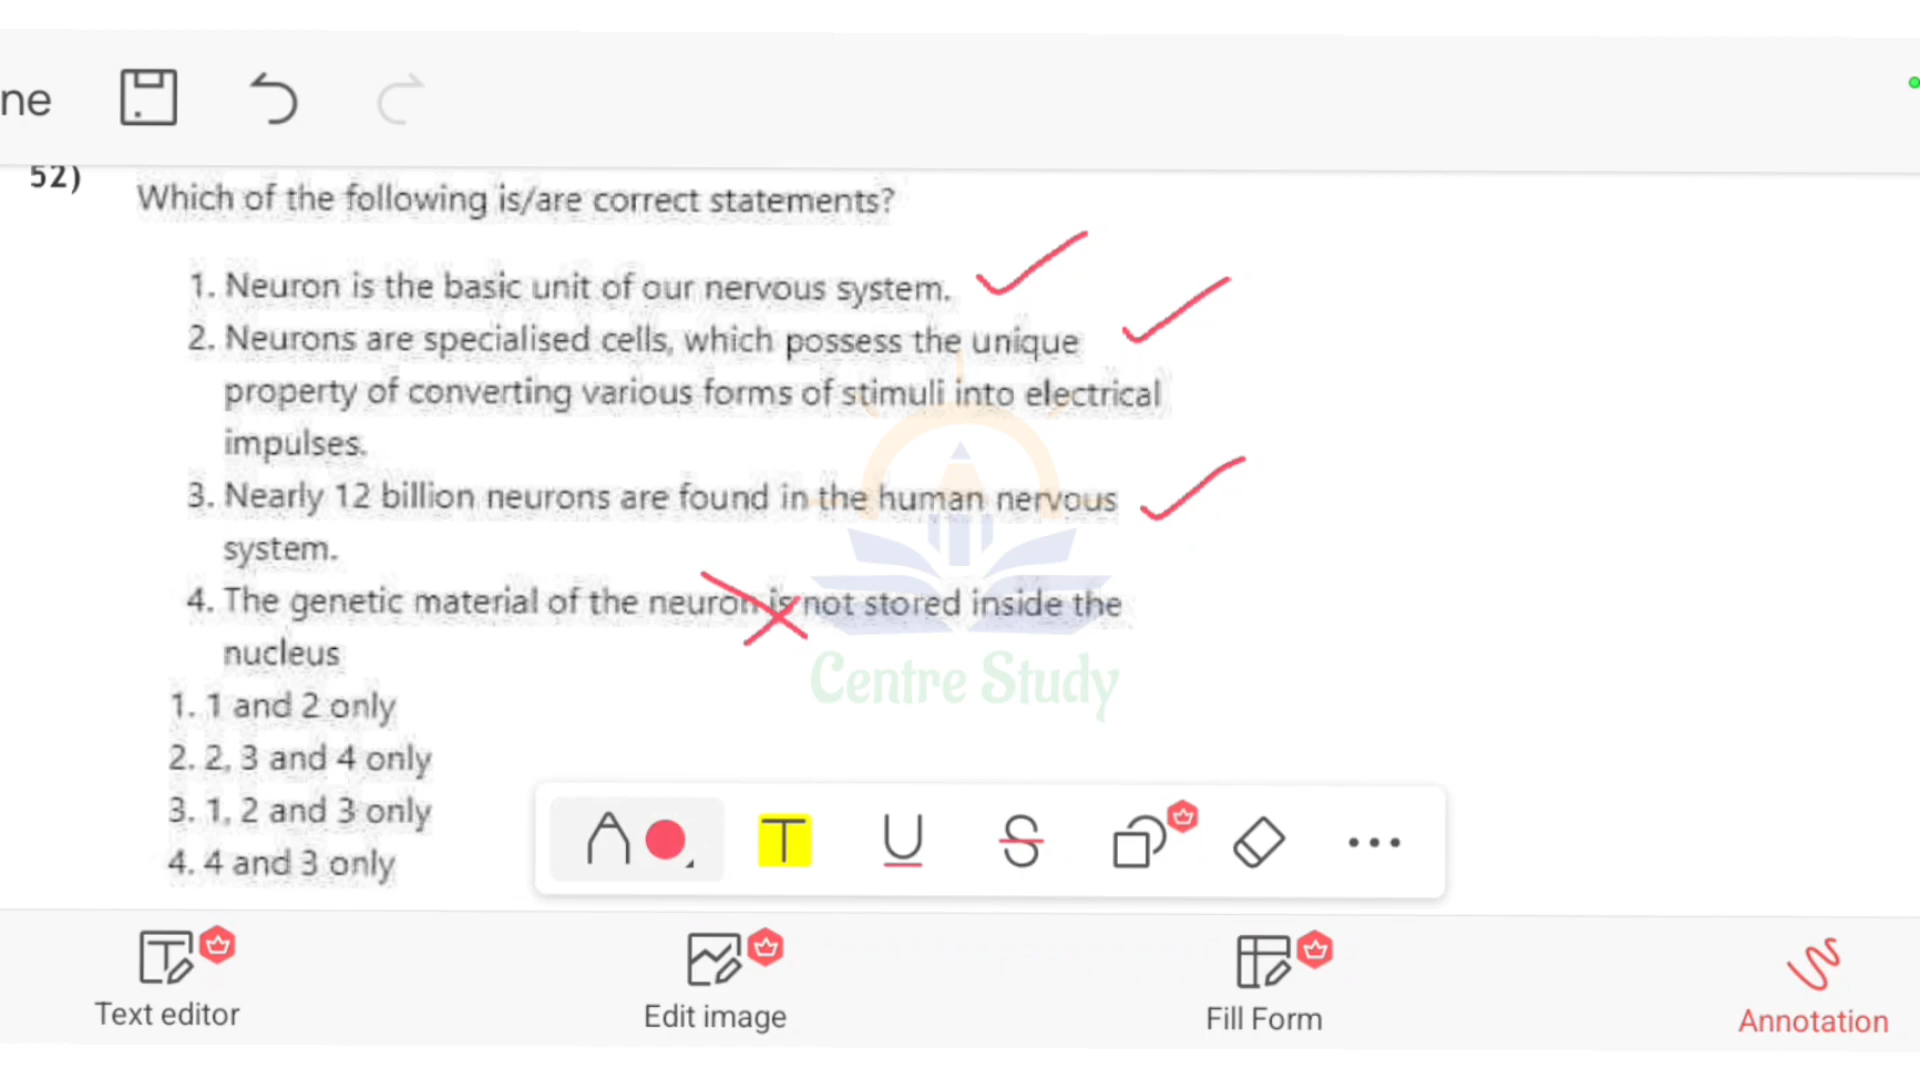 ne
52)
Which of the following is/are correct statements?
1. Neuron is the basic unit of our nervous system.
2. Neurons are specialised cells, which possess the unique
property of converting various forms of stimuli into electrical
impulses.
3. Nearly 12 billion neurons are found in the human nervous
system.
4. The genetic material of the neuron is not stored inside the
nucleus
Centre Study
1. 1 and 2 only
2. 2, 3 and 4 only
3. 1, 2 and 3 only
4. 4 and 3 only
Text editor
Edit image
Fill Form
Annotation